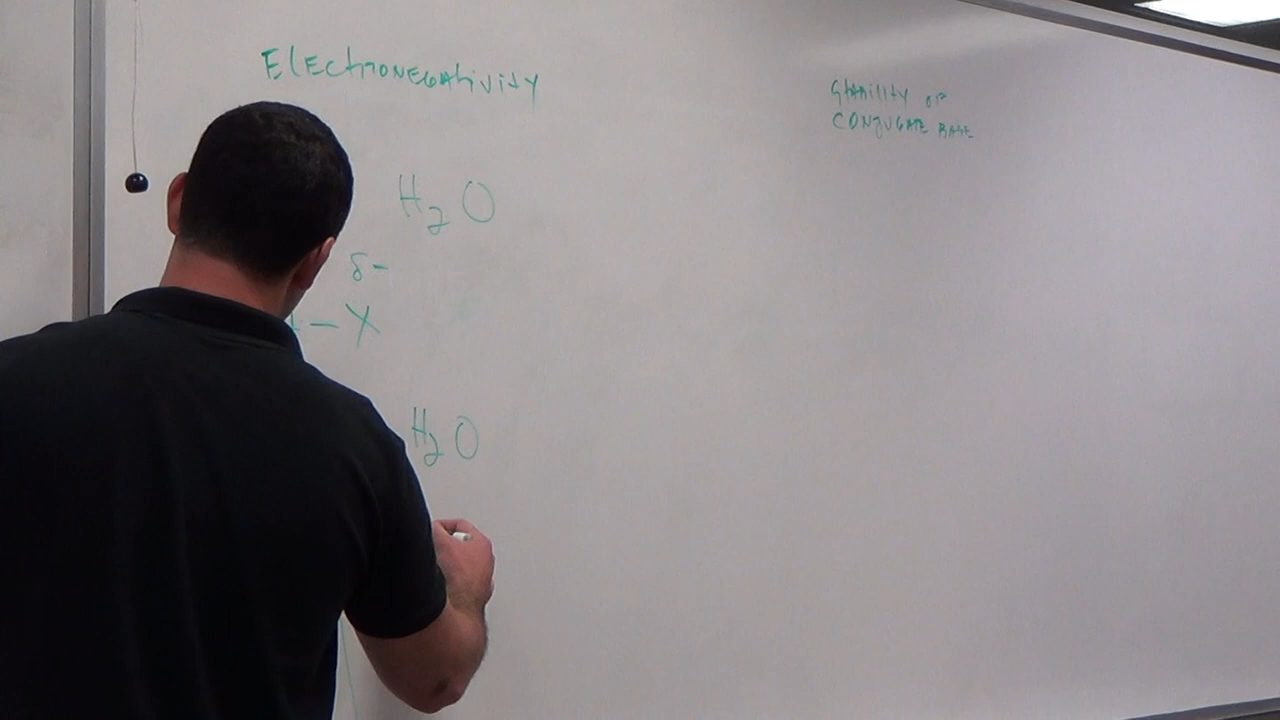 Electronegativity
Stability of
Conjugate Base
H2O
δ-
- X
H2O